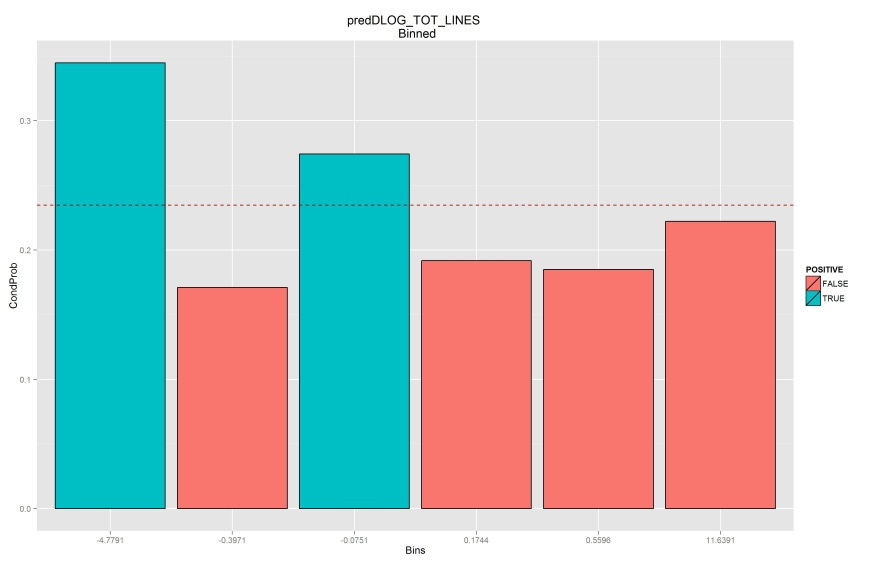 predDLOG_TOT_LINES
Binned
CondProb
0.3
0.2
0.1
0.0
-4.7791
-0.3971
-0.0751
0.1744
0.5596
11.6391
Bins
POSITIVE
FALSE
TRUE